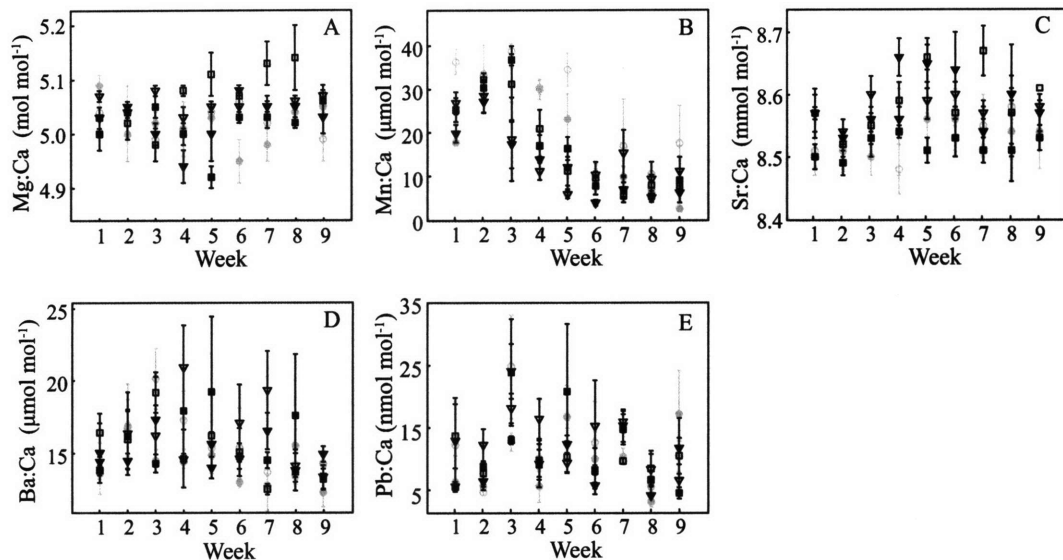 A
Mg:Ca (mol mol⁻¹)
5.2
5.1
5.0
4.9
1 2 3 4 5 6 7 8 9
Week
B
Mn:Ca (μmol mol⁻¹)
40
30
20
10
0
1 2 3 4 5 6 7 8 9
Week
C
Sr:Ca (mmol mol⁻¹)
8.7
8.6
8.5
8.4
1 2 3 4 5 6 7 8 9
Week
D
Ba:Ca (μmol mol⁻¹)
25
20
15
1 2 3 4 5 6 7 8 9
Week
E
Pb:Ca (nmol mol⁻¹)
35
25
15
5
1 2 3 4 5 6 7 8 9
Week